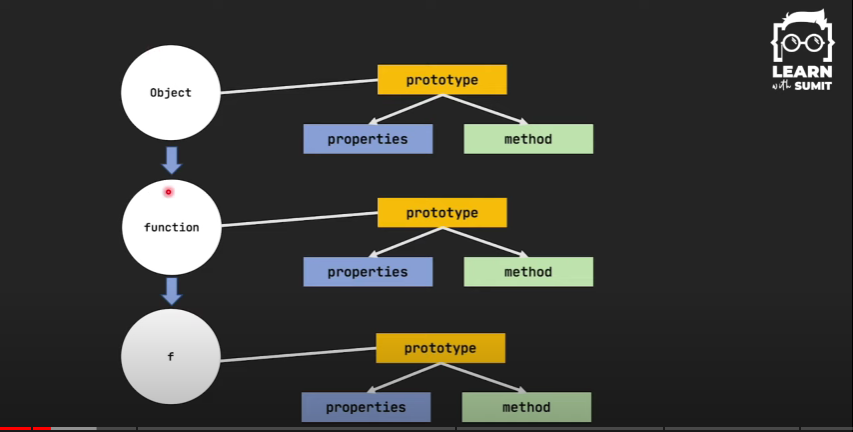 LEARN
with SUMIT
Object
prototype
properties
method
function
prototype
properties
method
f
prototype
properties
method